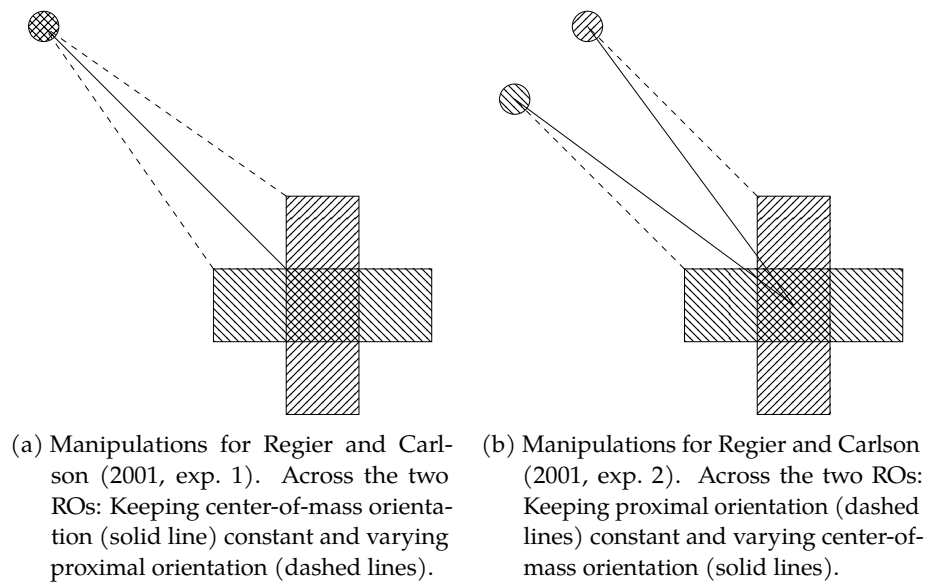 (a) Manipulations for Regier and Carl-
son (2001, exp. 1). Across the two
ROs: Keeping center-of-mass orienta-
tion (solid line) constant and varying
proximal orientation (dashed lines).
(b) Manipulations for Regier and Carlson
(2001, exp. 2). Across the two ROs:
Keeping proximal orientation (dashed
lines) constant and varying center-of-
mass orientation (solid lines).